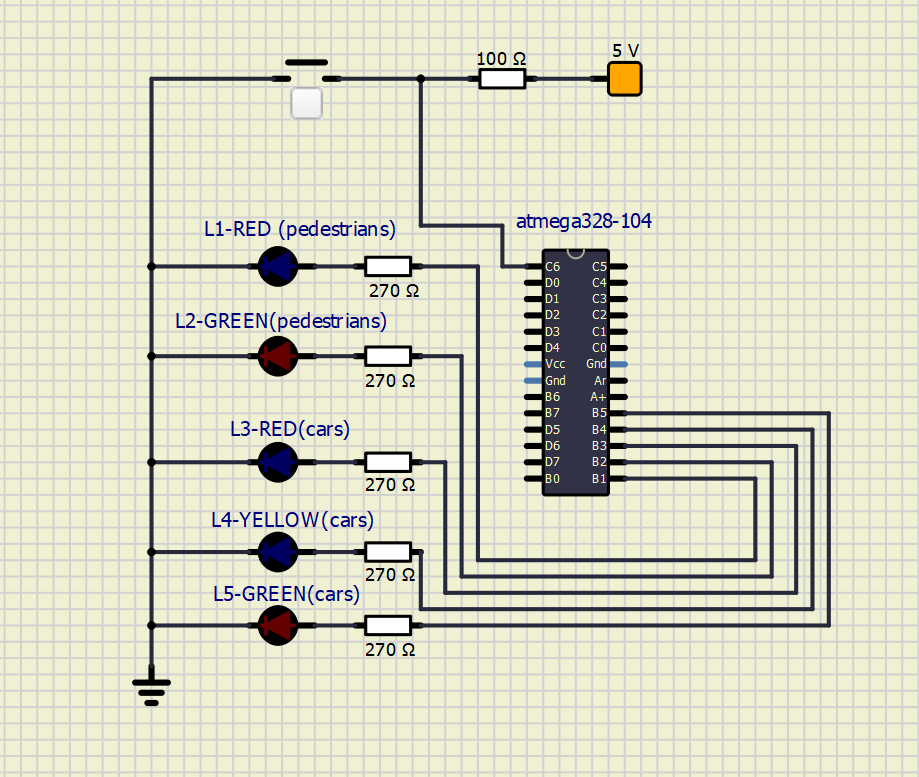 5 V
100 Ω
atmega328-104
L1-RED (pedestrians)
270 Ω
L2-GREEN(pedestrians)
270 Ω
L3-RED(cars)
270 Ω
L4-YELLOW(cars)
270 Ω
L5-GREEN(cars)
270 Ω
C6 C5
D0 C4
D1 C3
D2 C2
D3 C1
D4 C0
Vcc Gnd
Gnd Ar
B6 A+
B7 B5
D5 B4
D6 B3
D7 B2
B0 B1